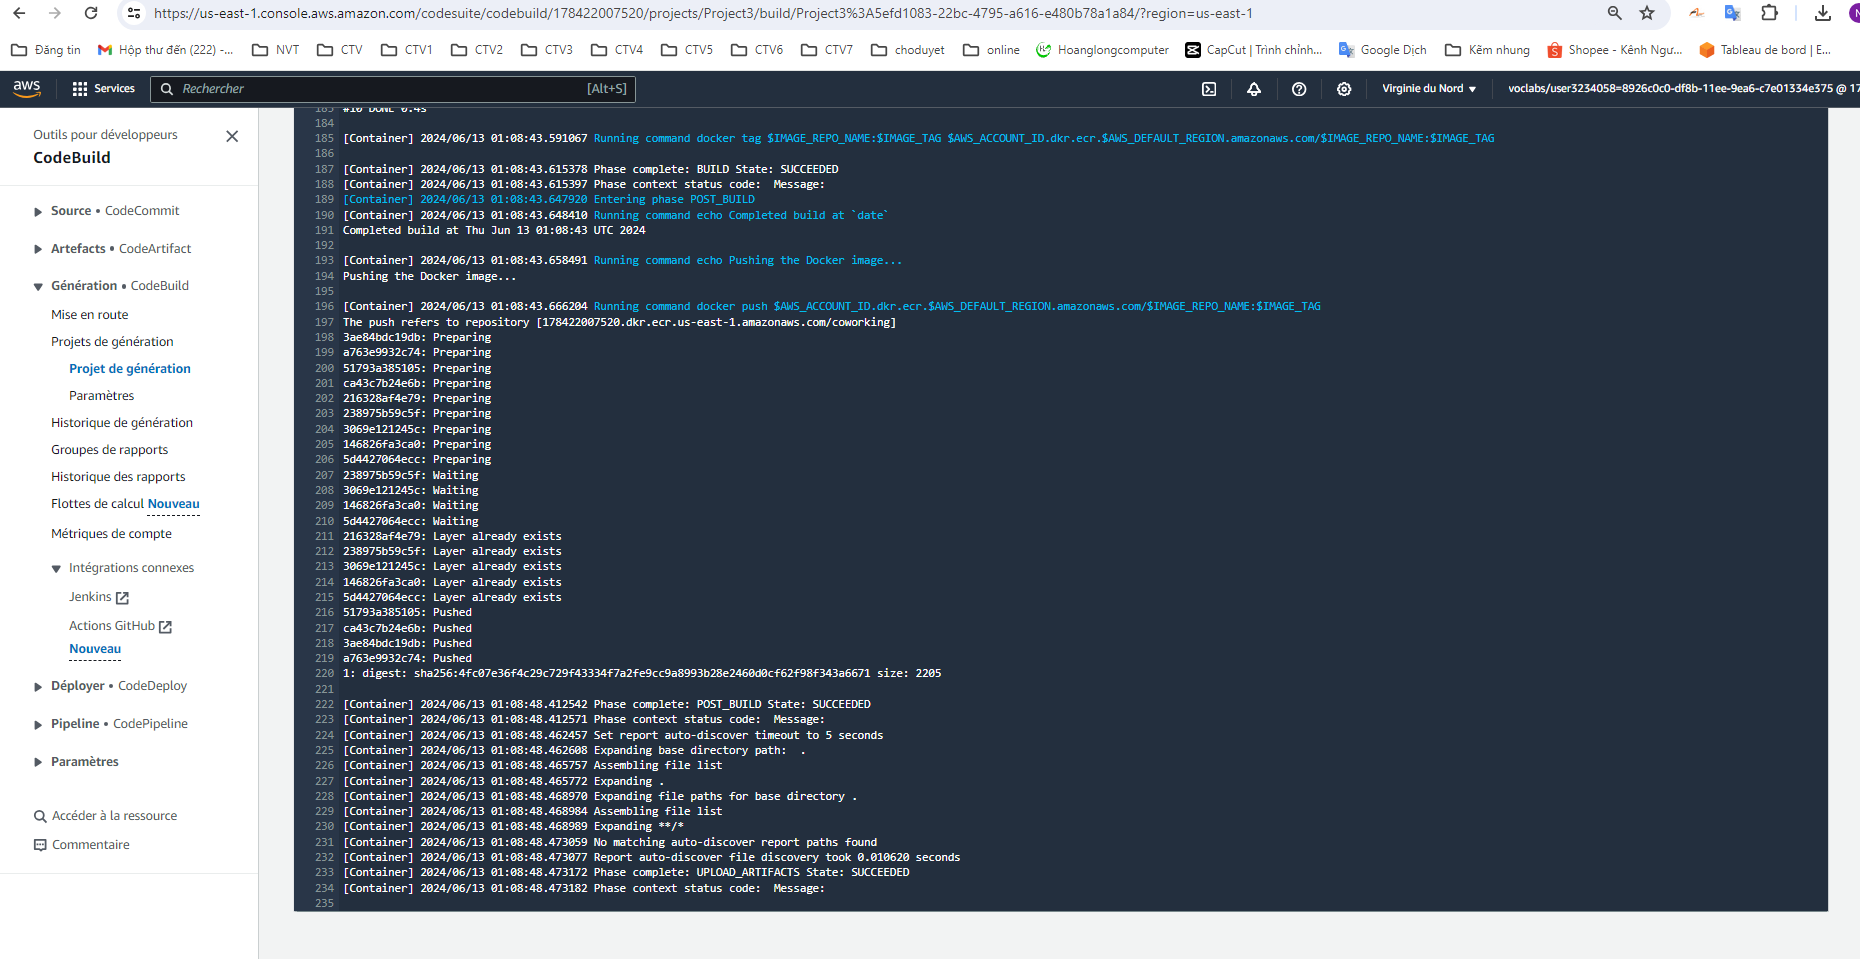 https://us-east-1.console.aws.amazon.com/codesuite/codebuild/178422007520/projects/Project3/build/Project3%3A5efd1083-22bc-4795-a616-e480b78a1a84/?region=us-east-1
Đăng tin Hộp thư đến (222) -... NVT CTV CTV1 CTV2 CTV3 CTV4 CTV5 CTV6 CTV7 choduyet online Hoanglongcomputer CapCut | Trình chỉnh... Google Dịch Kẽm nhung Shopee - Kênh Ngư... Tableau de bord | E...
aws Services Rechercher [Alt+S] Virginie du Nord ▼ voclabs/user3234058=8926c0c0-df8b-11ee-9ea6-c7e01334e375 @ 17
Outils pour développeurs
CodeBuild
Source • CodeCommit
Artefacts • CodeArtifact
Génération • CodeBuild
Mise en route
Projets de génération
Projet de génération
Paramètres
Historique de génération
Groupes de rapports
Historique des rapports
Flottes de calcul Nouveau
Métriques de compte
Intégrations connexes
Jenkins
Actions GitHub
Nouveau
Déployer • CodeDeploy
Pipeline • CodePipeline
Paramètres
Accéder à la ressource
Commentaire
183 #10 DONE 0.4s
184
185 [Container] 2024/06/13 01:08:43.591067 Running command docker tag $IMAGE_REPO_NAME:$IMAGE_TAG $AWS_ACCOUNT_ID.dkr.ecr.$AWS_DEFAULT_REGION.amazonaws.com/$IMAGE_REPO_NAME:$IMAGE_TAG
186
187 [Container] 2024/06/13 01:08:43.615378 Phase complete: BUILD State: SUCCEEDED
188 [Container] 2024/06/13 01:08:43.615397 Phase context status code:  Message:
189 [Container] 2024/06/13 01:08:43.647920 Entering phase POST_BUILD
190 [Container] 2024/06/13 01:08:43.648410 Running command echo Completed build at `date`
191 Completed build at Thu Jun 13 01:08:43 UTC 2024
192
193 [Container] 2024/06/13 01:08:43.658491 Running command echo Pushing the Docker image...
194 Pushing the Docker image...
195
196 [Container] 2024/06/13 01:08:43.666204 Running command docker push $AWS_ACCOUNT_ID.dkr.ecr.$AWS_DEFAULT_REGION.amazonaws.com/$IMAGE_REPO_NAME:$IMAGE_TAG
197 The push refers to repository [178422007520.dkr.ecr.us-east-1.amazonaws.com/coworking]
198 3ae84bdc19db: Preparing
199 a763e9932c74: Preparing
200 51793a385105: Preparing
201 ca43c7b24e6b: Preparing
202 216328af4e79: Preparing
203 238975b59c5f: Preparing
204 3069e121245c: Preparing
205 146826fa3ca0: Preparing
206 5d4427064ecc: Preparing
207 238975b59c5f: Waiting
208 3069e121245c: Waiting
209 146826fa3ca0: Waiting
210 5d4427064ecc: Waiting
211 216328af4e79: Layer already exists
212 238975b59c5f: Layer already exists
213 3069e121245c: Layer already exists
214 146826fa3ca0: Layer already exists
215 5d4427064ecc: Layer already exists
216 51793a385105: Pushed
217 ca43c7b24e6b: Pushed
218 3ae84bdc19db: Pushed
219 a763e9932c74: Pushed
220 1: digest: sha256:4fc07e36f4c29c729f43334f7a2fe9cc9a8993b28e2460d0cf62f98f343a6671 size: 2205
221
222 [Container] 2024/06/13 01:08:48.412542 Phase complete: POST_BUILD State: SUCCEEDED
223 [Container] 2024/06/13 01:08:48.412571 Phase context status code:  Message:
224 [Container] 2024/06/13 01:08:48.462457 Set report auto-discover timeout to 5 seconds
225 [Container] 2024/06/13 01:08:48.462608 Expanding base directory path:  .
226 [Container] 2024/06/13 01:08:48.465757 Assembling file list
227 [Container] 2024/06/13 01:08:48.465772 Expanding .
228 [Container] 2024/06/13 01:08:48.468970 Expanding file paths for base directory .
229 [Container] 2024/06/13 01:08:48.468984 Assembling file list
230 [Container] 2024/06/13 01:08:48.468989 Expanding **/*
231 [Container] 2024/06/13 01:08:48.473059 No matching auto-discover report paths found
232 [Container] 2024/06/13 01:08:48.473077 Report auto-discover file discovery took 0.010620 seconds
233 [Container] 2024/06/13 01:08:48.473172 Phase complete: UPLOAD_ARTIFACTS State: SUCCEEDED
234 [Container] 2024/06/13 01:08:48.473182 Phase context status code:  Message:
235